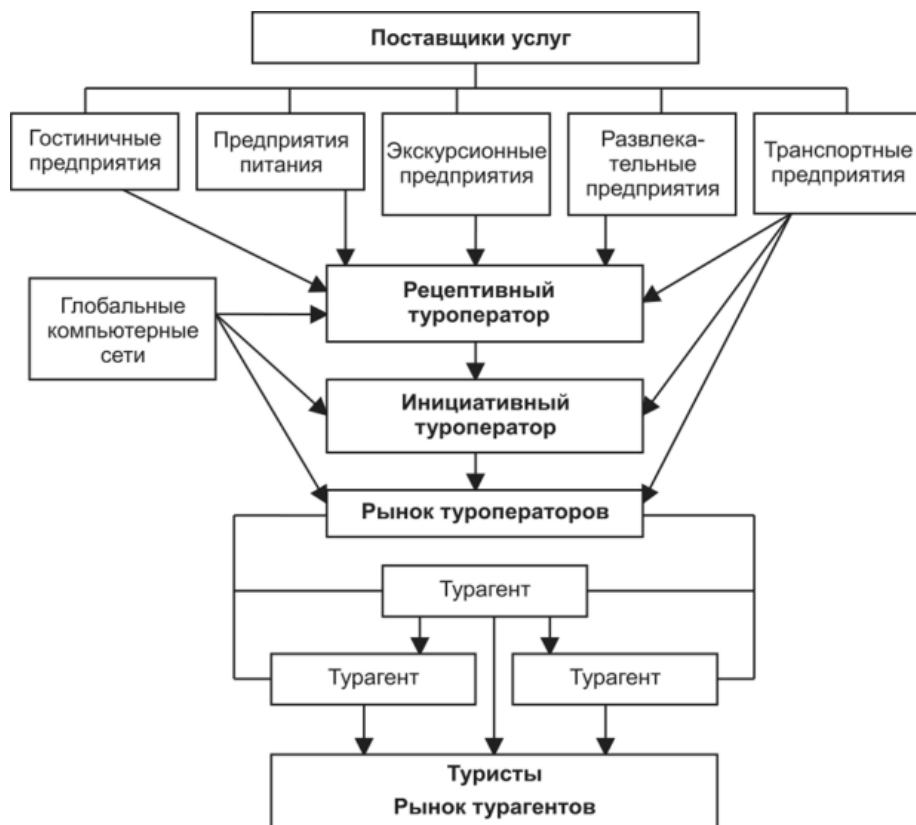 Поставщики услуг
Гостиничные
предприятия
Предприятия
питания
Экскурсионные
предприятия
Развлека-
тельные
предприятия
Транспортные
предприятия
Глобальные
компьютерные
сети
Рецептивный
туроператор
Инициативный
туроператор
Рынок туроператоров
Турагент
Турагент
Турагент
Туристы
Рынок турагентов